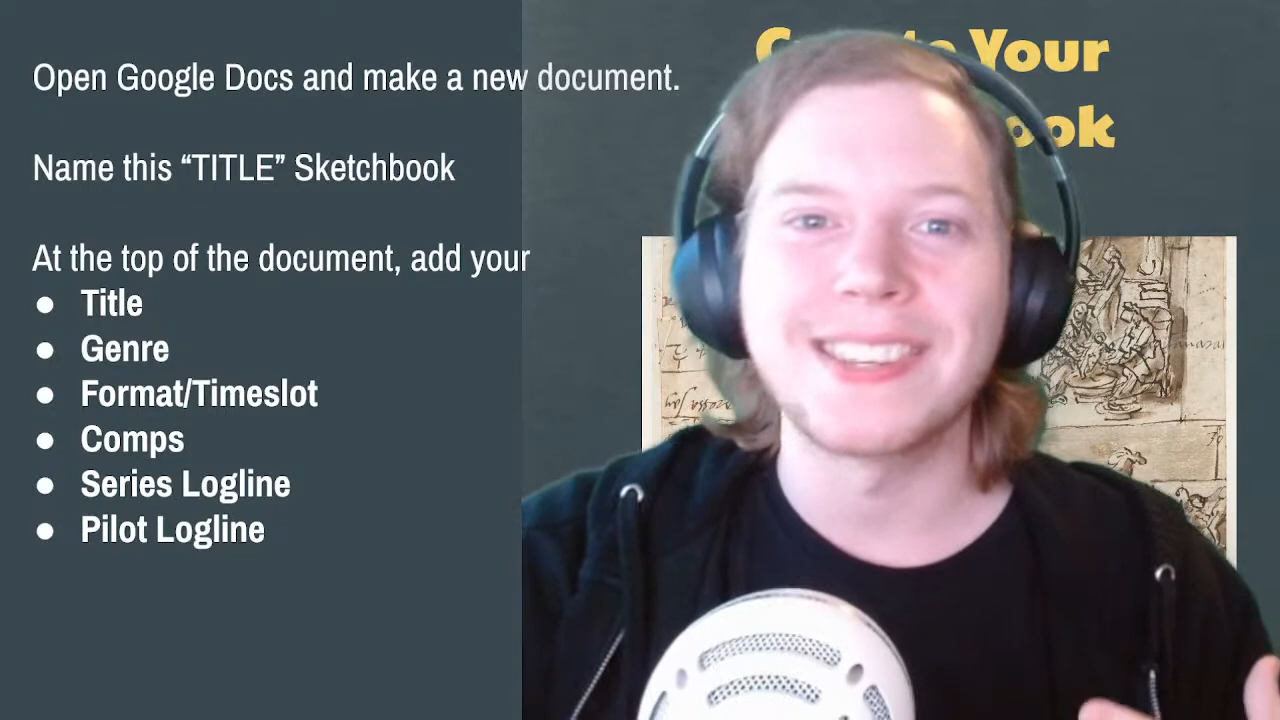 Open Google Docs and make a new document.
Name this “TITLE” Sketchbook
At the top of the document, add your
● Title
● Genre
● Format/Timeslot
● Comps
● Series Logline
● Pilot Logline
Your